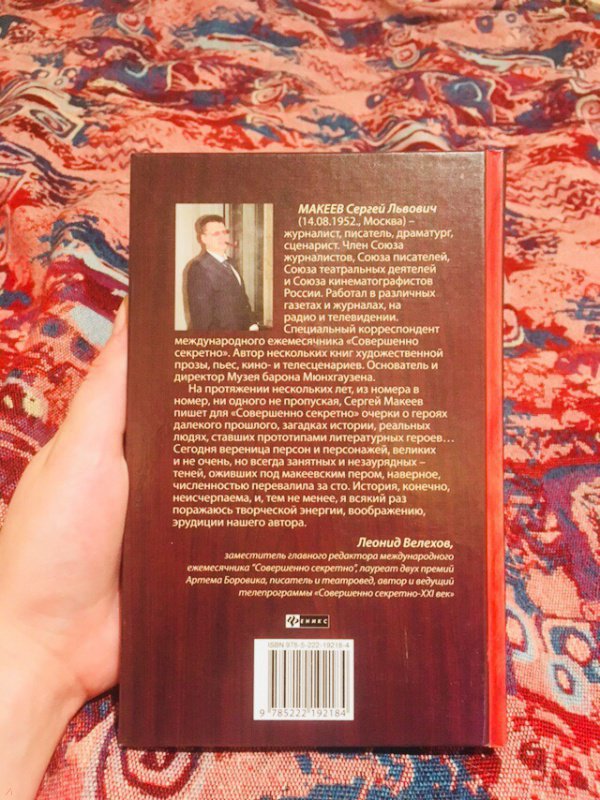 МАКЕЕВ Сергей Львович
(14.08.1952., Москва) –
журналист, писатель, драматург,
сценарист. Член Союза
журналистов, Союза писателей,
Союза театральных деятелей
и Союза кинематографистов
России. Работал в различных
газетах и журналах, на
радио и телевидении.
Специальный корреспондент
международного ежемесячника «Совершенно
секретно». Автор нескольких книг художественной
прозы, пьес, кино- и телесценариев. Основатель и
директор Музея барона Мюнхгаузена.
На протяжении нескольких лет, из номера в
номер, ни одного не пропуская, Сергей Макеев
пишет для «Совершенно секретно» очерки о героях
далекого прошлого, загадках истории, реальных
людях, ставших прототипами литературных героев...
Сегодня вереница персон и персонажей, великих
и не очень, но всегда занятных и незаурядных –
теней, оживших под макеевским пером, наверное,
численностью перевалила за сто. История, конечно,
неисчерпаема, и, тем не менее, я всякий раз
поражаюсь творческой энергии, воображению,
эрудиции нашего автора.
Леонид Велехов,
заместитель главного редактора международного
ежемесячника "Совершенно секретно", лауреат двух премий
Артема Боровика, писатель и театровед, автор и ведущий
телепрограммы «Совершенно секретно-XXI век»
ФЕНИКС
ISBN 978-5-222-19218-4
9 785222 192184